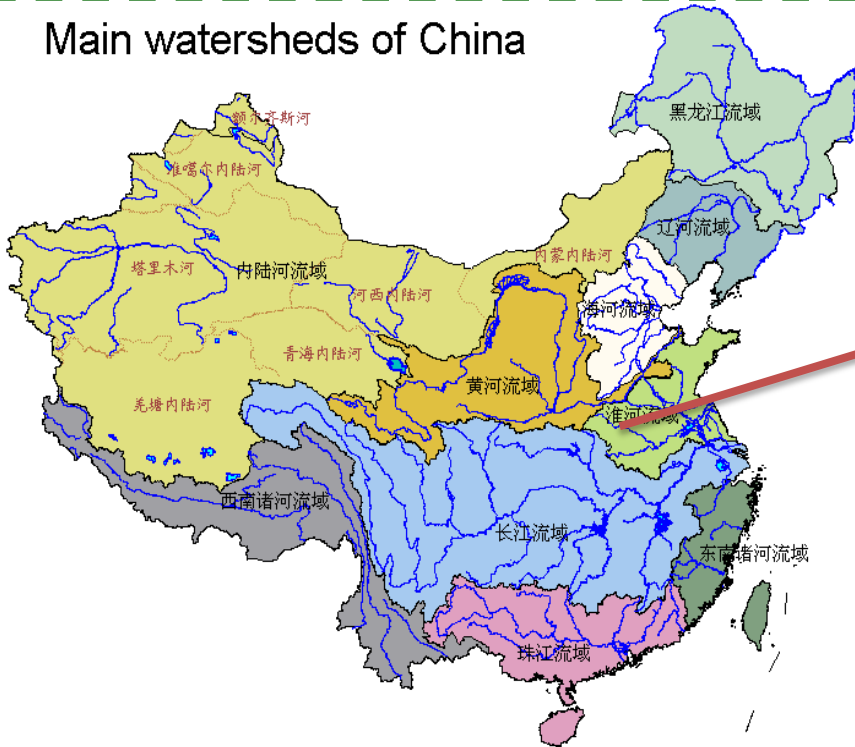 Main watersheds of China
额尔齐斯河
黑龙江流域
准噶尔内陆河
辽河流域
内蒙内陆河
塔里木河
内陆河流域
河西内陆河
海河流域
青海内陆河
黄河流域
羌塘内陆河
淮河流域
西南诸河流域
长江流域
东南诸河流域
珠江流域